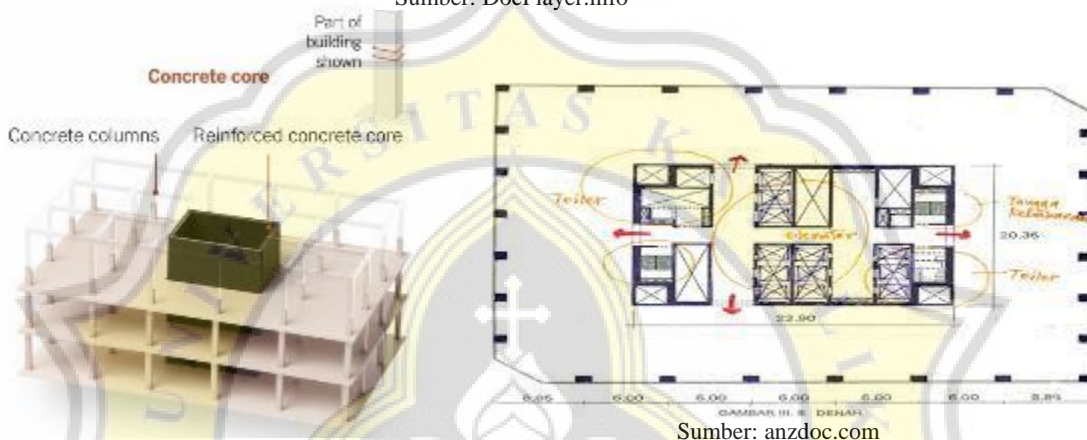 Sumber: DocPlayer.info
Part of
building
shown
Concrete core
Concrete columns
Reinforced concrete core
UNIVERSITAS K
Toilet
elevator
Tangga
Toilet
20.36
22.90
6.00
6.00
6.00
6.00
6.00
GAMBAR III. 8. DENAH
Sumber: anzdoc.com